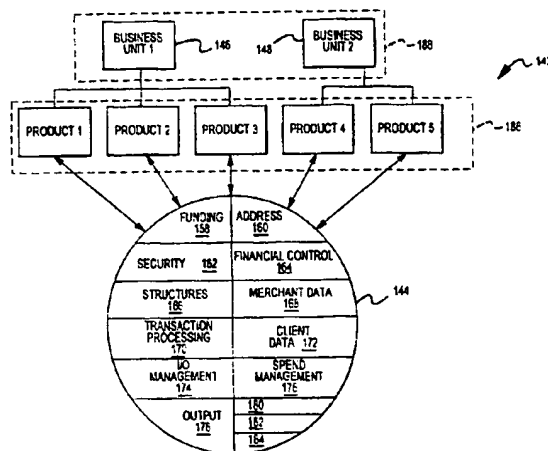 BUSINESS UNIT 1
146
148
BUSINESS UNIT 2
188
PRODUCT 1
PRODUCT 2
PRODUCT 3
PRODUCT 4
PRODUCT 5
186
FUNDING
158
ADDRESS
160
SECURITY 162
FINANCIAL CONTROL
164
STRUCTURES
166
MERCHANT DATA
168
144
TRANSACTION
PROCESSING
170
CLIENT
DATA 172
I/O
MANAGEMENT
174
SPEND
MANAGEMENT
176
OUTPUT
178
180
182
184